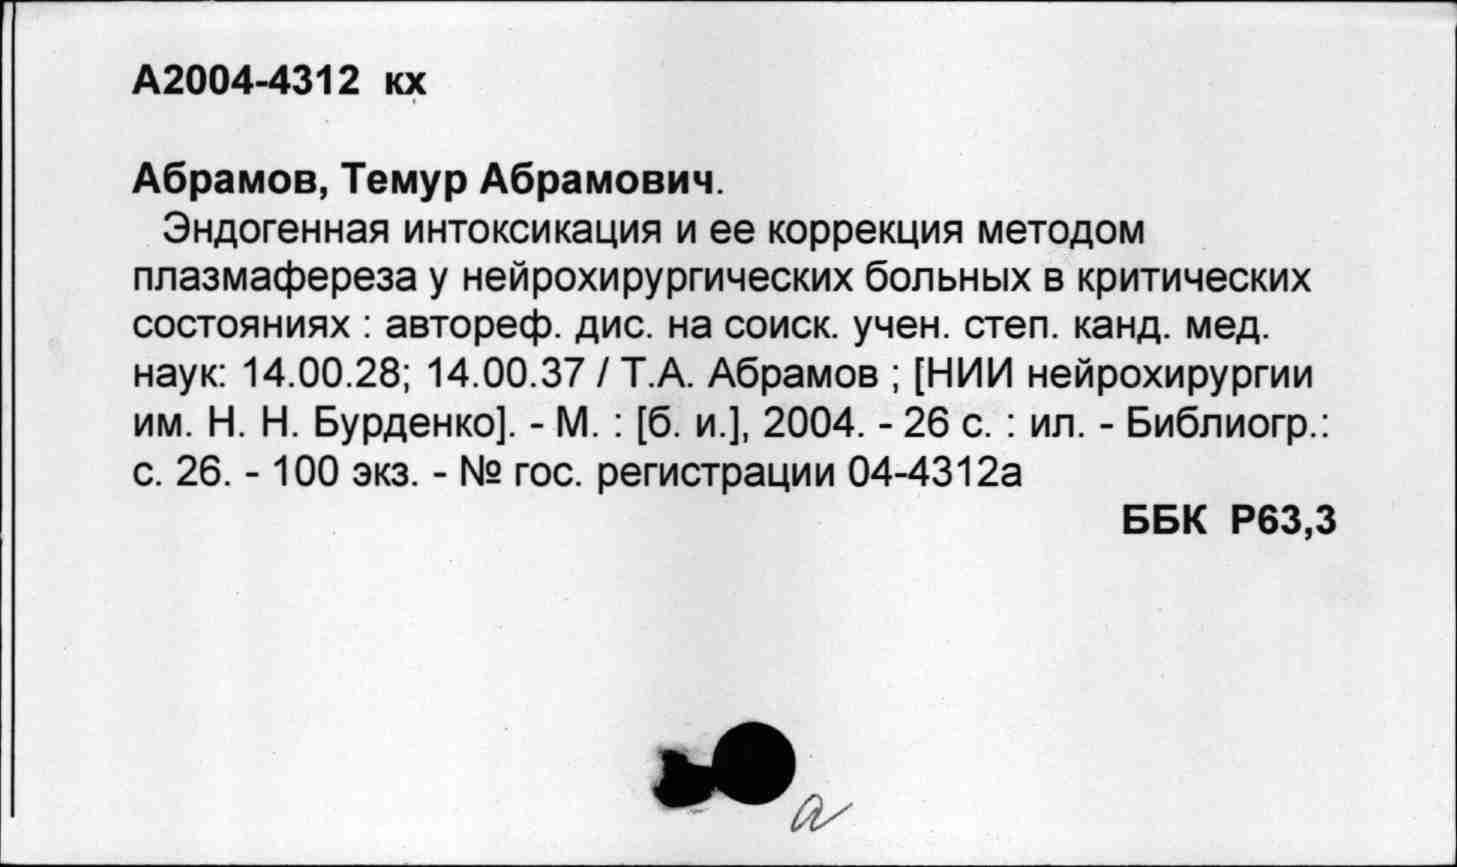 А2004-4312 кх
Абрамов, Темур Абрамович.
Эндогенная интоксикация и ее коррекция методом
плазмафереза у нейрохирургических больных в критических
состояниях : автореф. дис. на соиск. учен. степ. канд. мед.
наук: 14.00.28; 14.00.37 / Т.А. Абрамов ; [НИИ нейрохирургии
им. Н. Н. Бурденко]. - М. : [б. и.], 2004. - 26 с. : ил. - Библиогр.:
с. 26. - 100 экз. - № гос. регистрации 04-4312а
ББК Р63,3
а